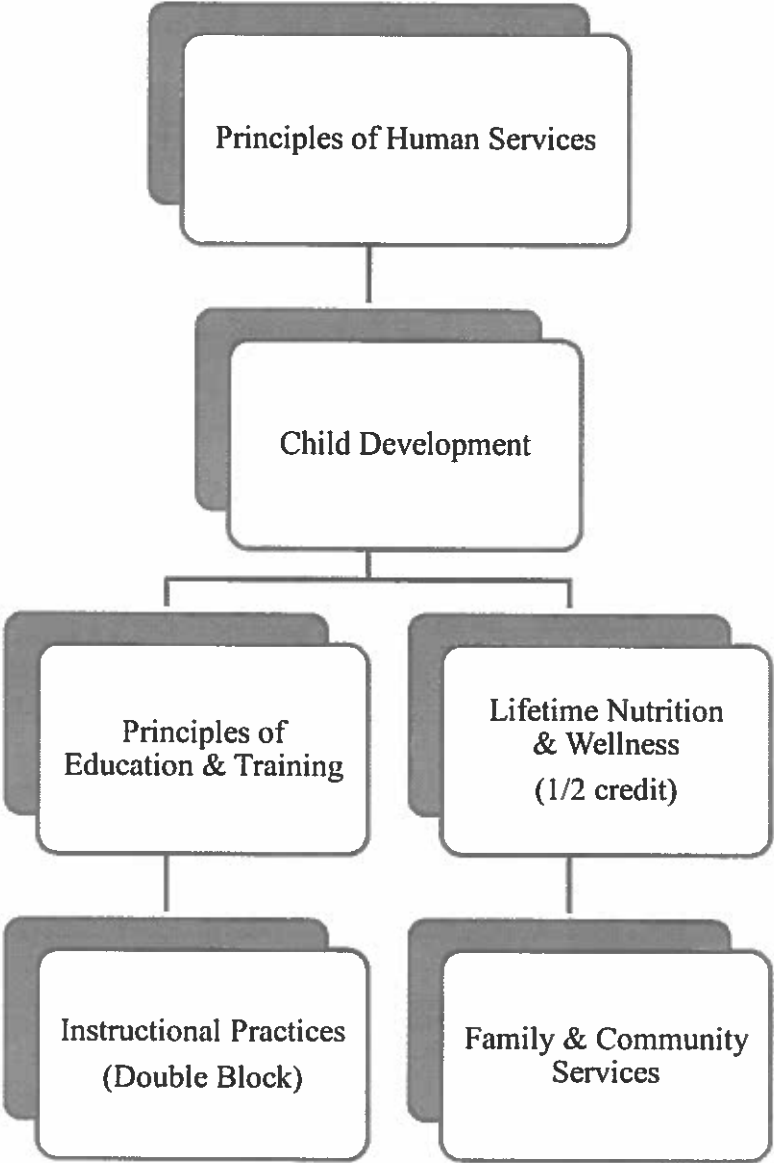 Principles of Human Services
Child Development
Principles of
Education & Training
Lifetime Nutrition
& Wellness
(1/2 credit)
Instructional Practices
(Double Block)
Family & Community
Services